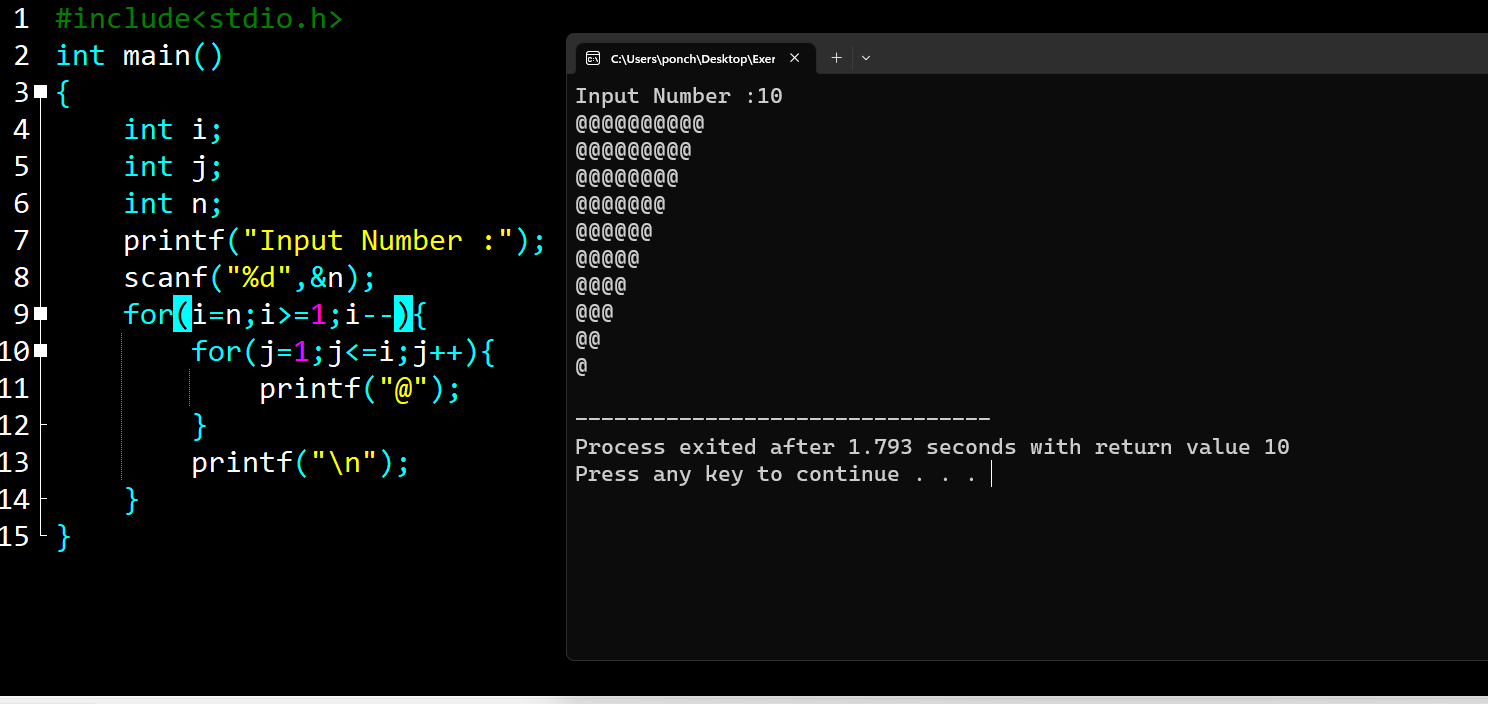 1 #include<stdio.h>
2 int main()
3 {
4     int i;
5     int j;
6     int n;
7     printf("Input Number :");
8     scanf("%d",&n);
9     for(i=n;i>=1;i--){
10         for(j=1;j<=i;j++){
11             printf("@");
12         }
13         printf("\n");
14     }
15 }
C:\Users\ponch\Desktop\Exer
Input Number :10
@@@@@@@@@@
@@@@@@@@@
@@@@@@@@
@@@@@@@
@@@@@@
@@@@@
@@@@
@@@
@@
@
--------------------------------
Process exited after 1.793 seconds with return value 10
Press any key to continue . . .